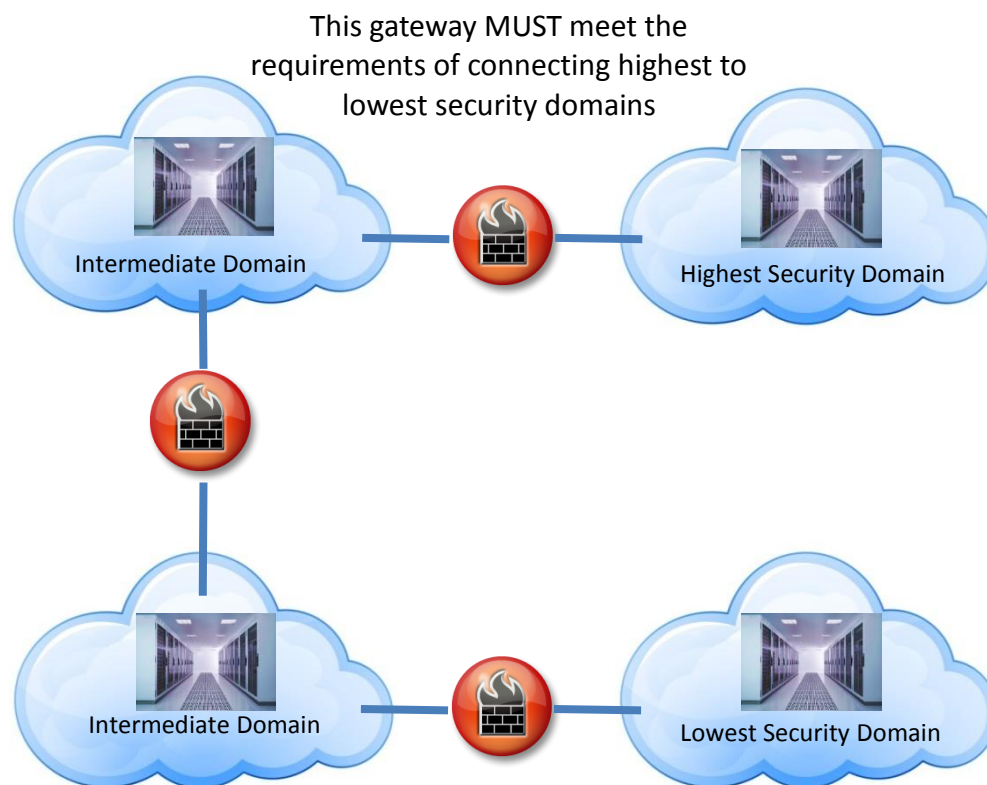 This gateway MUST meet the
requirements of connecting highest to
lowest security domains
Intermediate Domain
Highest Security Domain
Intermediate Domain
Lowest Security Domain